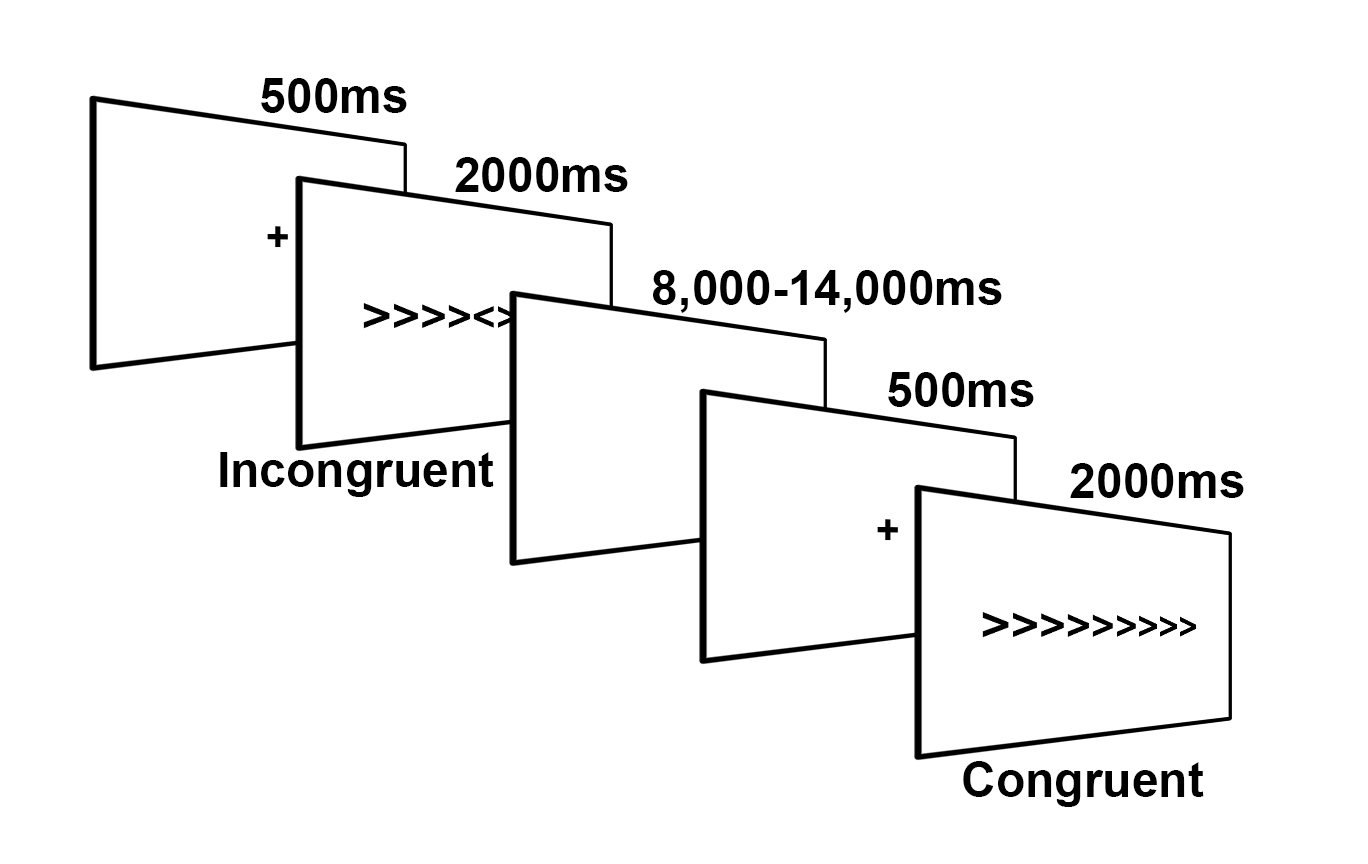 500ms
+
2000ms
>>>><>
Incongruent
8,000-14,000ms
500ms
+
2000ms
>>>>>>>>>
Congruent